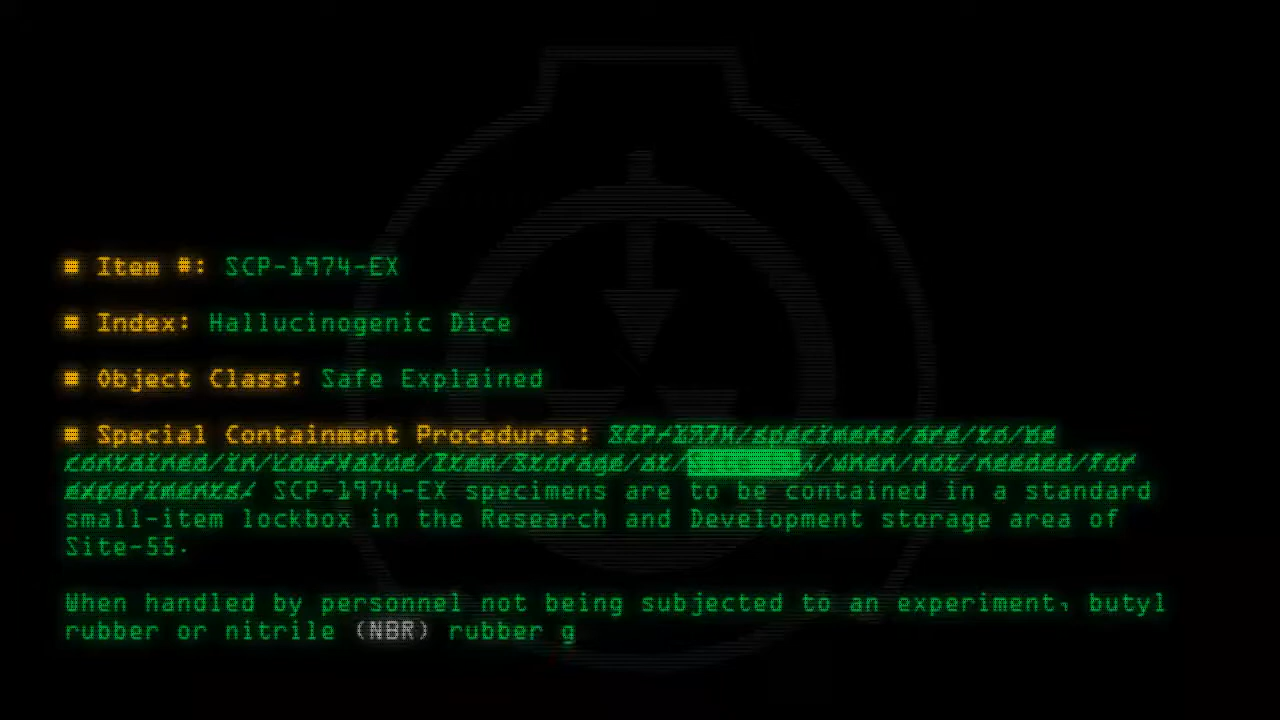 ■ Item #: SCP-1974-EX
■ Index: Hallucinogenic Dice
■ Object Class: Safe Explained
■ Special Containment Procedures: SCP-1974/specimens/are/to/be
contained/in/Low-Value/Item/Storage/at/ /when/not/needed/for
experiments/ SCP-1974-EX specimens are to be contained in a standard
small-item lockbox in the Research and Development storage area of
Site-55.
When handled by personnel not being subjected to an experiment, butyl
rubber or nitrile (NBR) rubber g